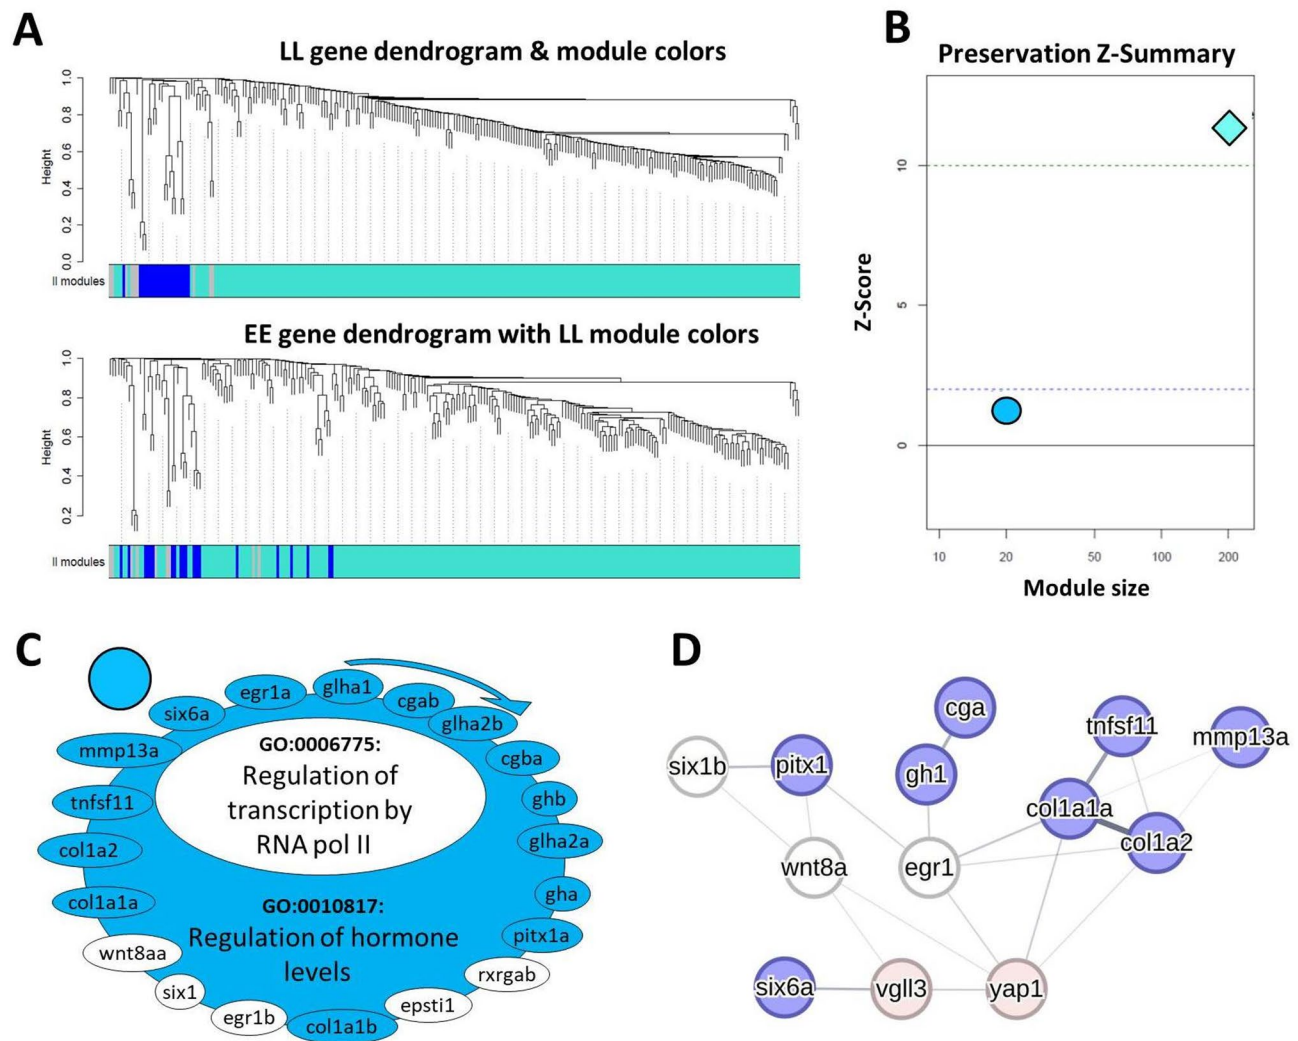 A
LL gene dendrogram & module colors
Height
1.0
0.8
0.6
0.4
0.2
0.0
ll modules
EE gene dendrogram with LL module colors
Height
1.0
0.8
0.6
0.4
0.2
ll modules
B
Preservation Z-Summary
Z-Score
10
5
0
10
20
50
100
200
Module size
C
glha1
cgab
glha2b
cgba
ghb
glha2a
gha
pitx1a
rxrgab
epsti1
col1a1b
egr1b
six1
wnt8aa
col1a1a
col1a2
tnfsf11
mmp13a
six6a
egr1a
GO:0006775:
Regulation of
transcription by
RNA pol II
GO:0010817:
Regulation of hormone
levels
D
cga
tnfsf11
mmp13a
six1b
pitx1
gh1
col1a1a
col1a2
wnt8a
egr1
six6a
vgll3
yap1